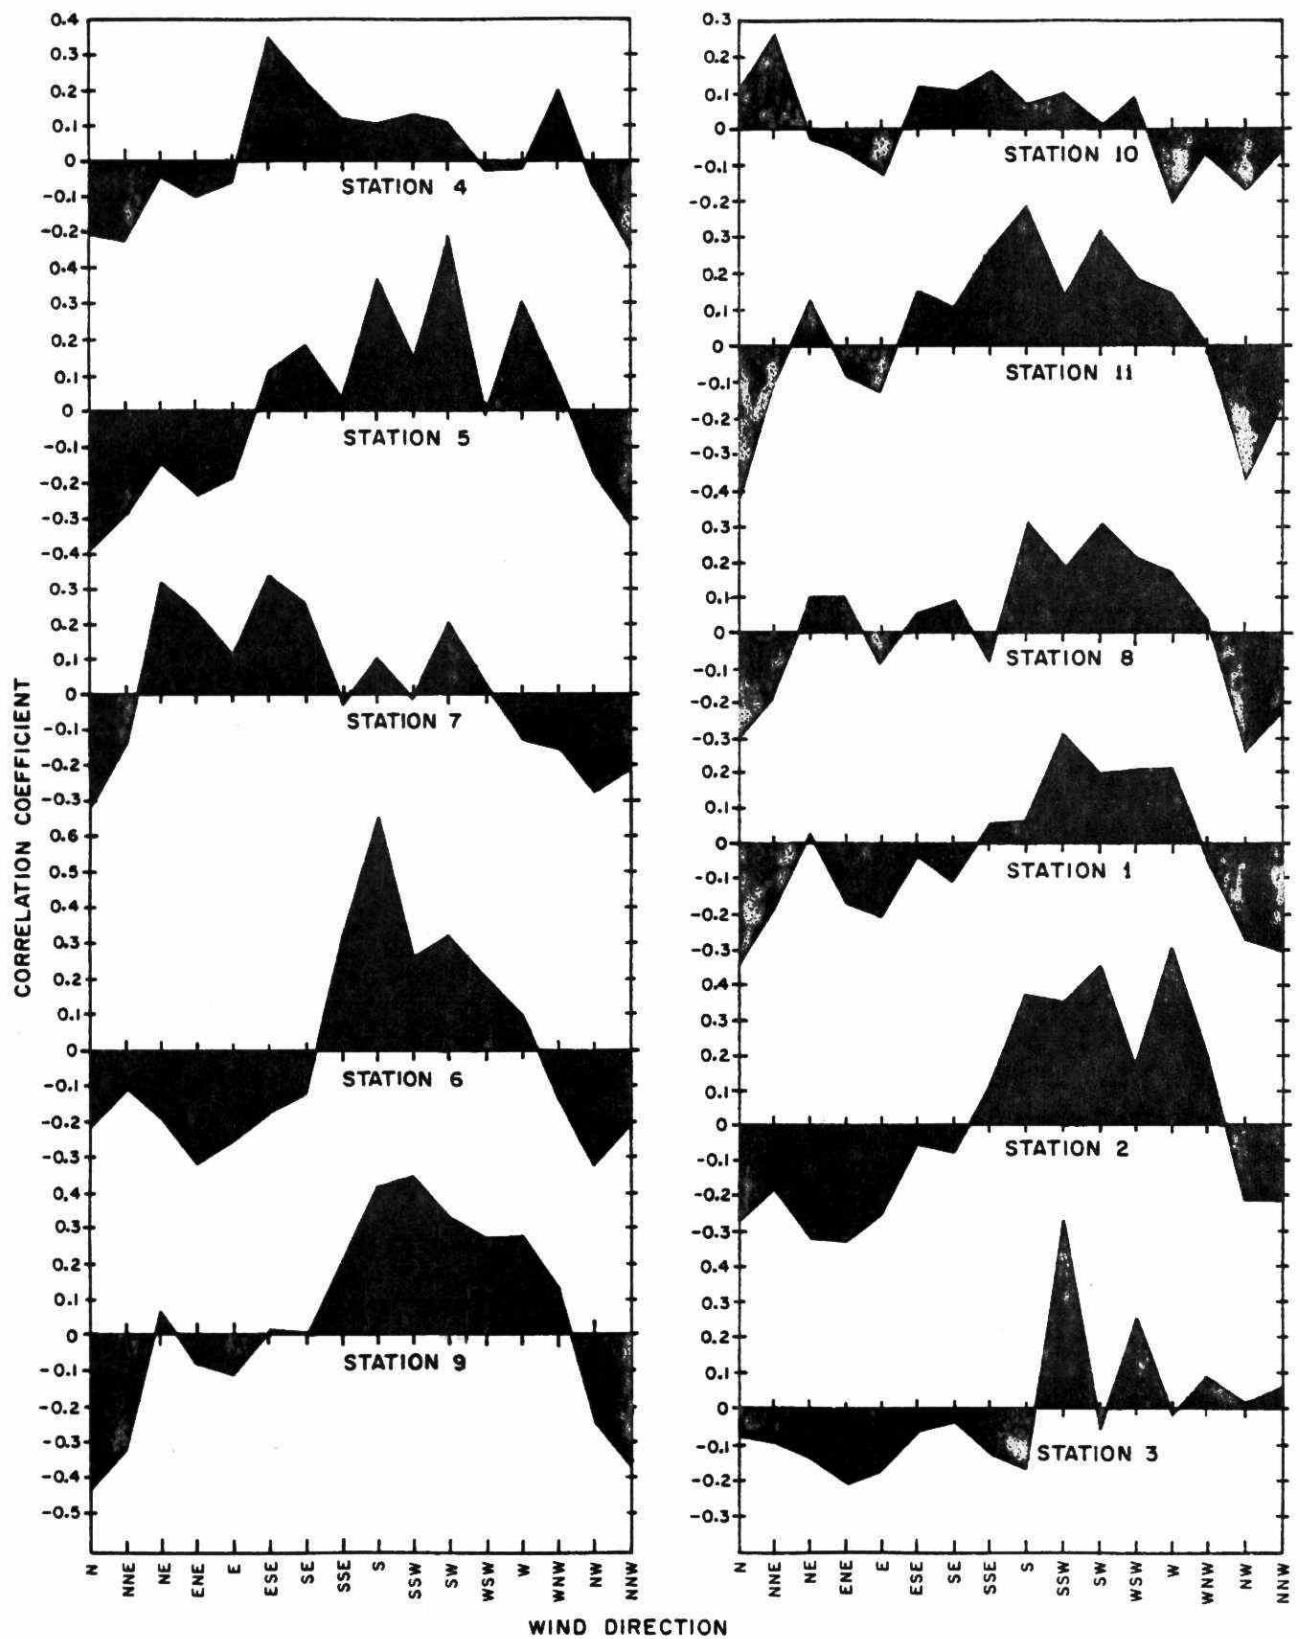 0.4
0.3
0.2
0.1
0
-0.1
-0.2
STATION 4
0.4
0.3
0.2
0.1
0
-0.1
-0.2
-0.3
-0.4
STATION 5
0.3
0.2
0.1
0
-0.1
-0.2
-0.3
STATION 7
0.6
0.5
0.4
0.3
0.2
0.1
0
-0.1
-0.2
-0.3
STATION 6
0.4
0.3
0.2
0.1
0
-0.1
-0.2
-0.3
-0.4
-0.5
STATION 9
CORRELATION COEFFICIENT
N
NNE
NE
ENE
E
ESE
SE
SSE
S
SSW
SW
WSW
W
WNW
NW
NNW
0.3
0.2
0.1
0
-0.1
-0.2
STATION 10
0.3
0.2
0.1
0
-0.1
-0.2
-0.3
-0.4
STATION 11
0.3
0.2
0.1
0
-0.1
-0.2
-0.3
STATION 8
0.2
0.1
0
-0.1
-0.2
-0.3
STATION 1
0.4
0.3
0.2
0.1
0
-0.1
-0.2
-0.3
STATION 2
0.4
0.3
0.2
0.1
0
-0.1
-0.2
-0.3
STATION 3
N
NNE
NE
ENE
E
ESE
SE
SSE
S
SSW
SW
WSW
W
WNW
NW
NNW
WIND DIRECTION